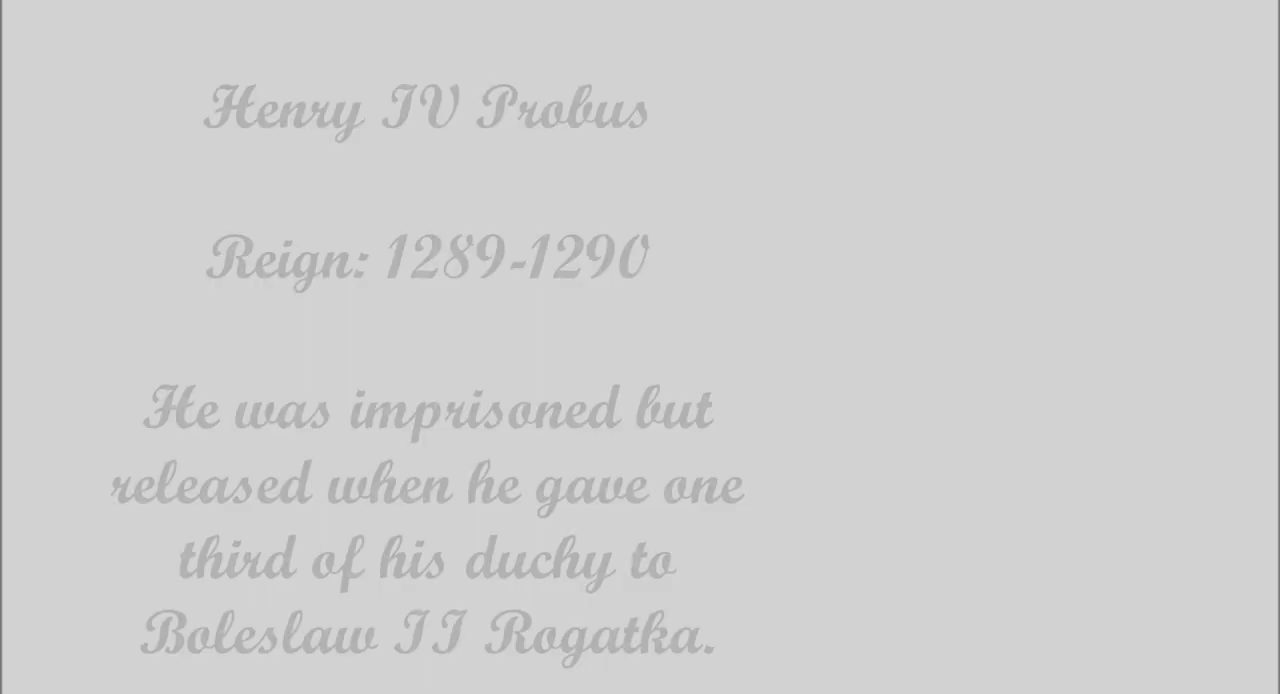 Henry IV Probus
Reign: 1289-1290
He was imprisoned but
released when he gave one
third of his duchy to
Boleslaw II Rogatka.